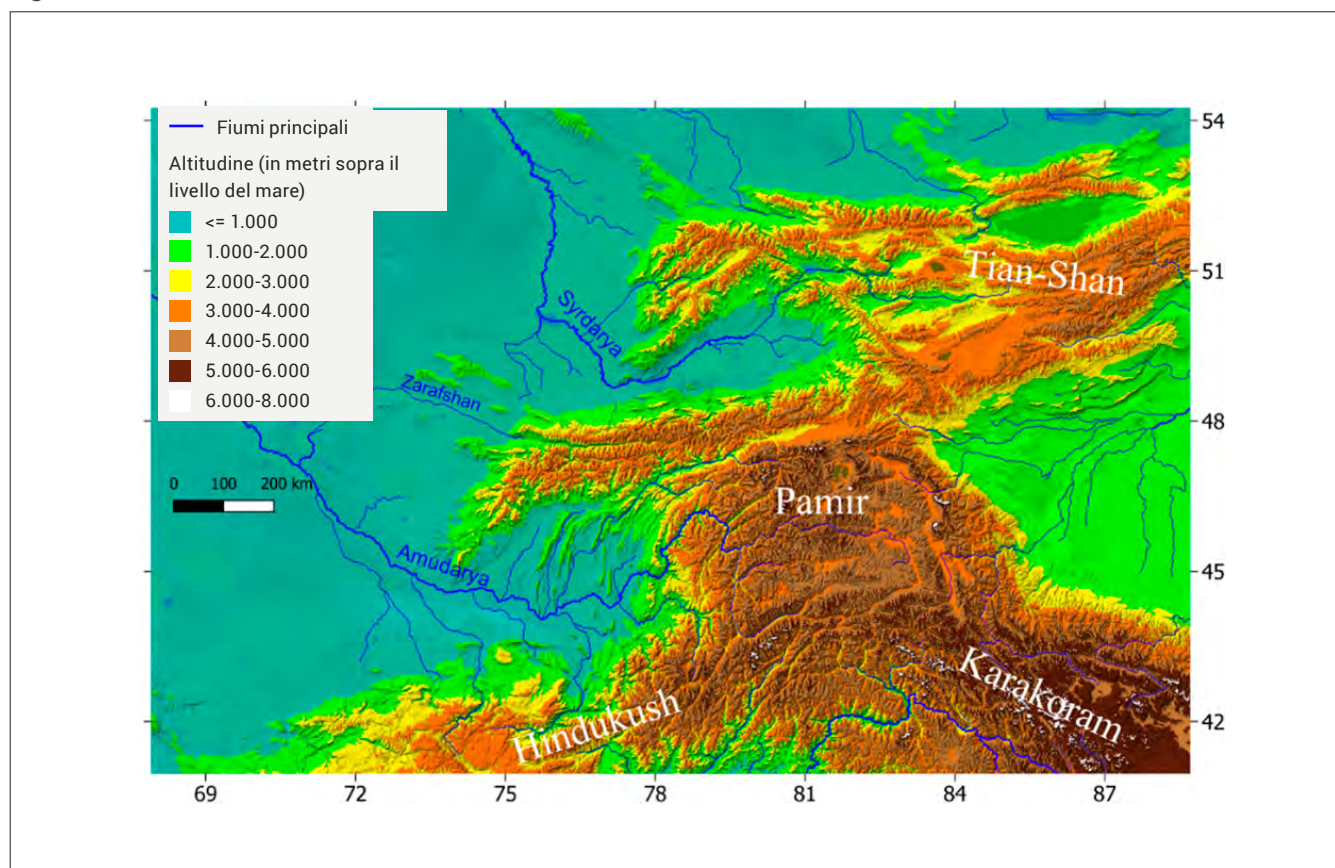 Fiumi principali
Altitudine (in metri sopra il
livello del mare)
<= 1.000
1.000-2.000
2.000-3.000
3.000-4.000
4.000-5.000
5.000-6.000
6.000-8.000
0 100 200 km
Syrdarya
Zarafshan
Amudarya
Tian-Shan
Pamir
Hindukush
Karakoram
54
51
48
45
42
69 72 75 78 81 84 87